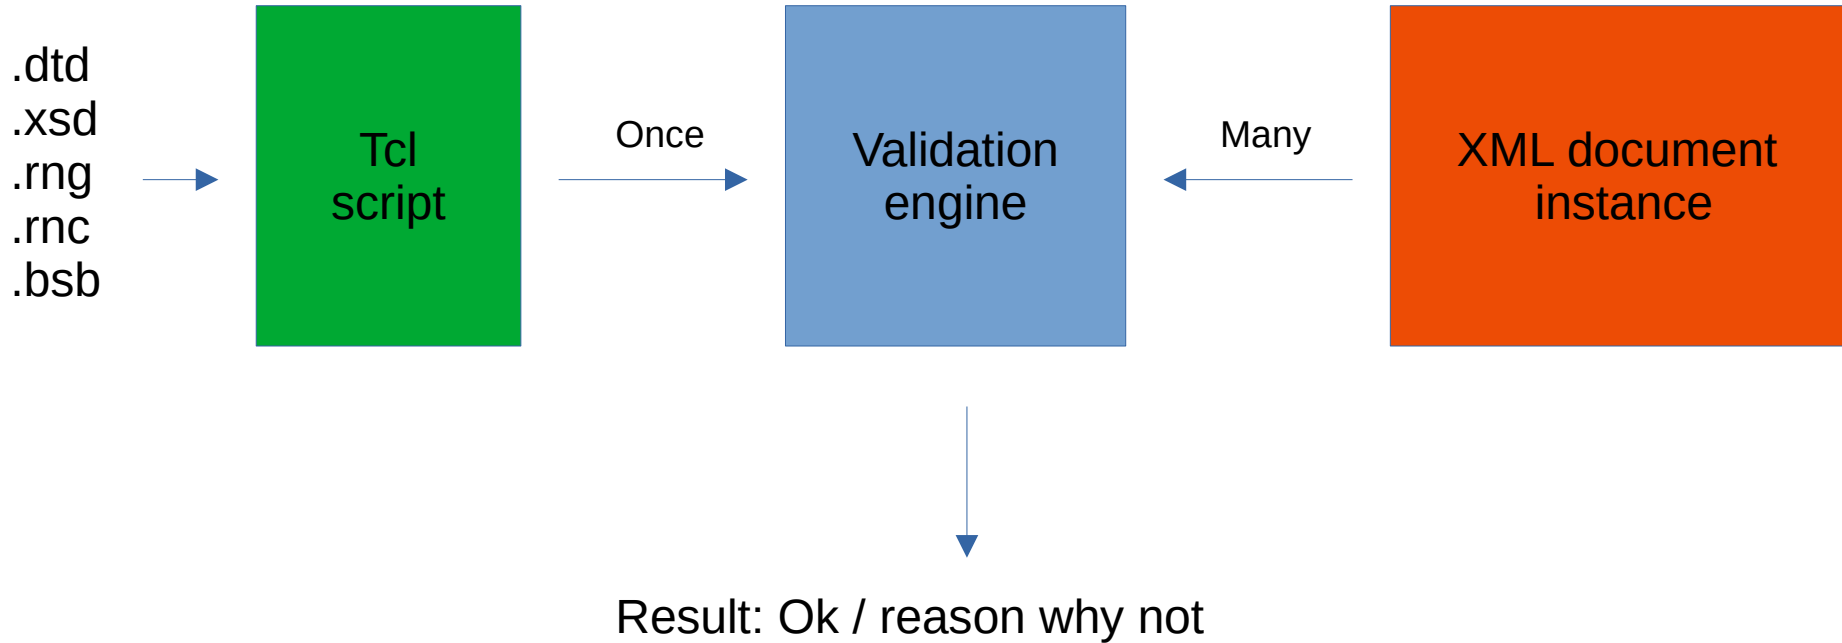 .dtd
.xsd
.rng
.rnc
.bsb
Tcl
script
Once
Validation
engine
Many
XML document
instance
Result: Ok / reason why not